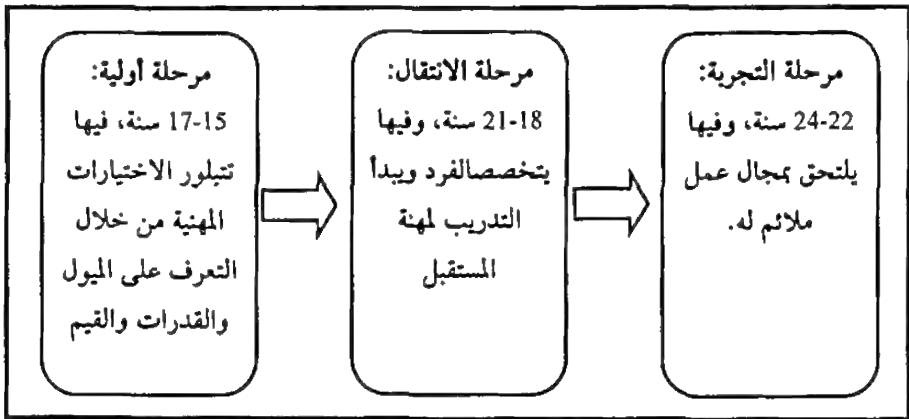 مرحلة أولية:
15-17 سنة، فيها
تتبلور الاختيارات
المهنية من خلال
التعرف على الميول
والقدرات والقيم
مرحلة الانتقال:
18-21 سنة، وفيها
يتخصصالفرد ويبدأ
التدريب لمهنة
المستقبل
مرحلة التجربة:
22-24 سنة، وفيها
يلتحق بمجال عمل
ملائم له.